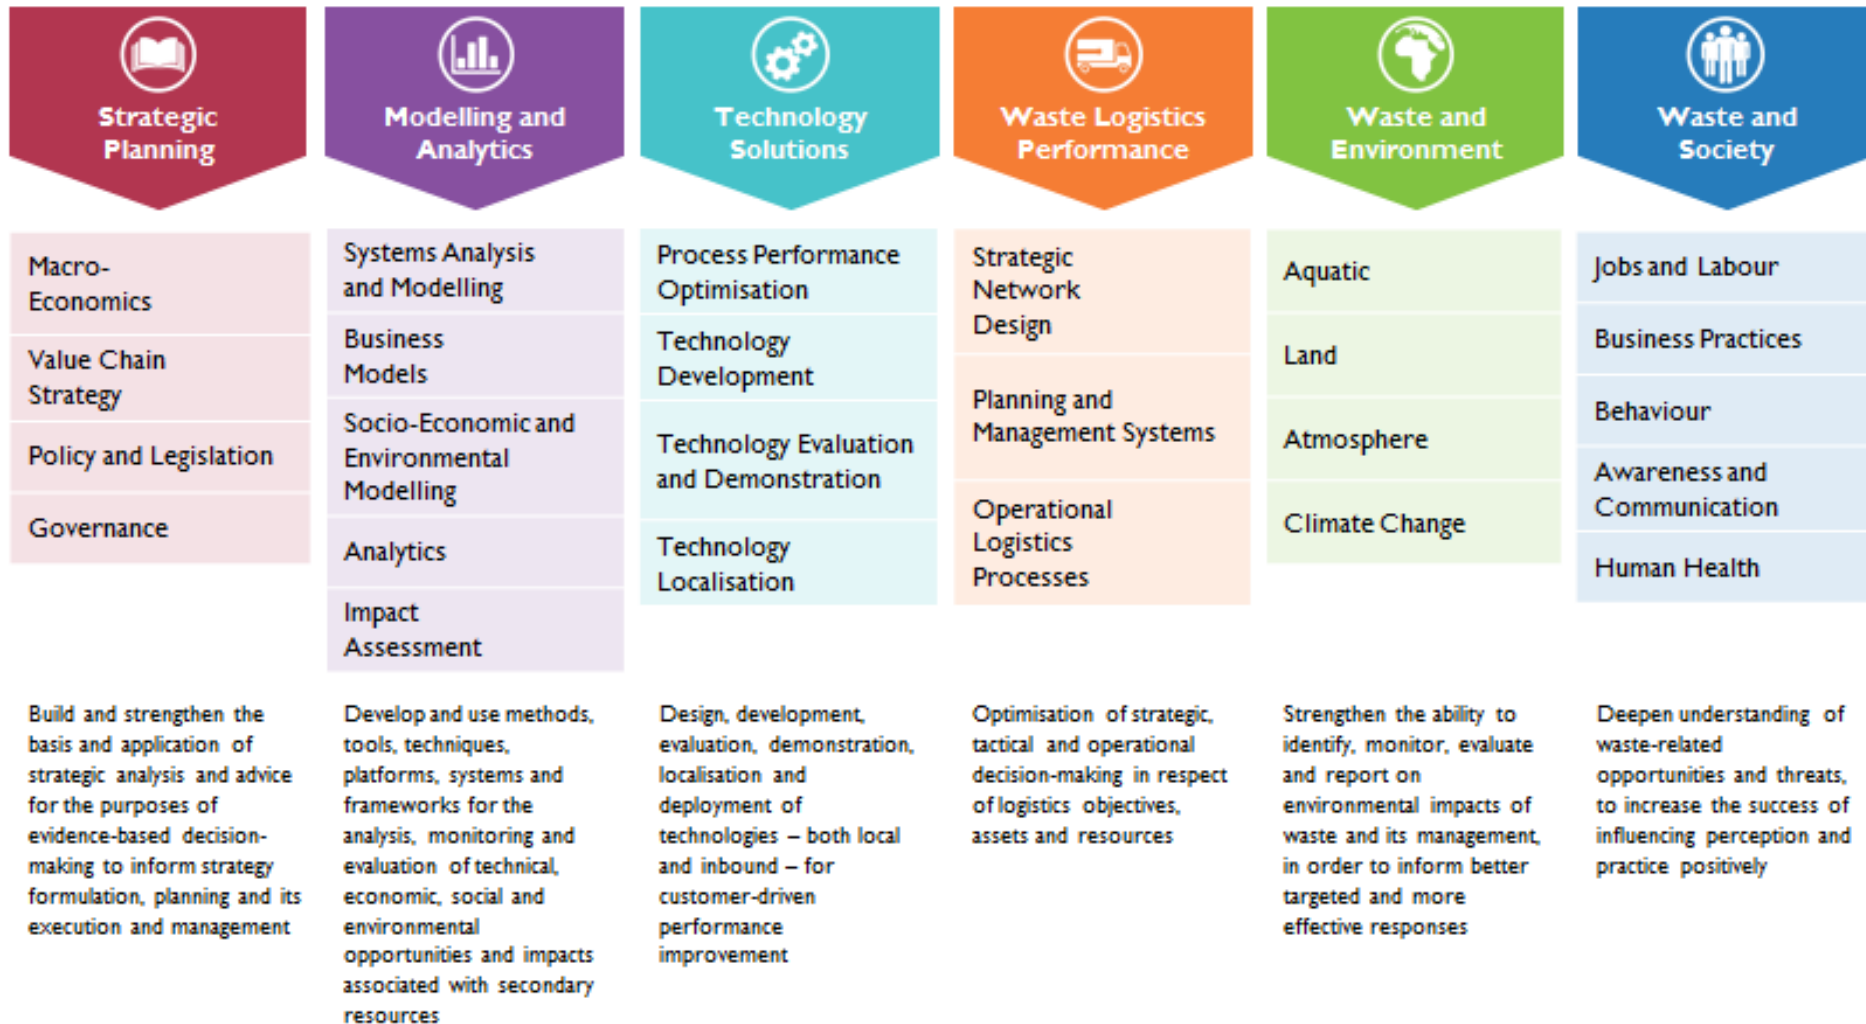 Strategic
Planning
Modelling and
Analytics
Technology
Solutions
Waste Logistics
Performance
Waste and
Environment
Waste and
Society
Macro-
Economics
Value Chain
Strategy
Policy and Legislation
Governance
Systems Analysis
and Modelling
Business
Models
Socio-Economic and
Environmental
Modelling
Analytics
Impact
Assessment
Process Performance
Optimisation
Technology
Development
Technology Evaluation
and Demonstration
Technology
Localisation
Strategic
Network
Design
Planning and
Management Systems
Operational
Logistics
Processes
Aquatic
Land
Atmosphere
Climate Change
Jobs and Labour
Business Practices
Behaviour
Awareness and
Communication
Human Health
Build and strengthen the
basis and application of
strategic analysis and advice
for the purposes of
evidence-based decision-
making to inform strategy
formulation, planning and its
execution and management
Develop and use methods,
tools, techniques,
platforms, systems and
frameworks for the
analysis, monitoring and
evaluation of technical,
economic, social and
environmental
opportunities and impacts
associated with secondary
resources
Design, development,
evaluation, demonstration,
localisation and
deployment of
technologies – both local
and inbound – for
customer-driven
performance
improvement
Optimisation of strategic,
tactical and operational
decision-making in respect
of logistics objectives,
assets and resources
Strengthen the ability to
identify, monitor, evaluate
and report on
environmental impacts of
waste and its management,
in order to inform better
targeted and more
effective responses
Deepen understanding of
waste-related
opportunities and threats,
to increase the success of
influencing perception and
practice positively